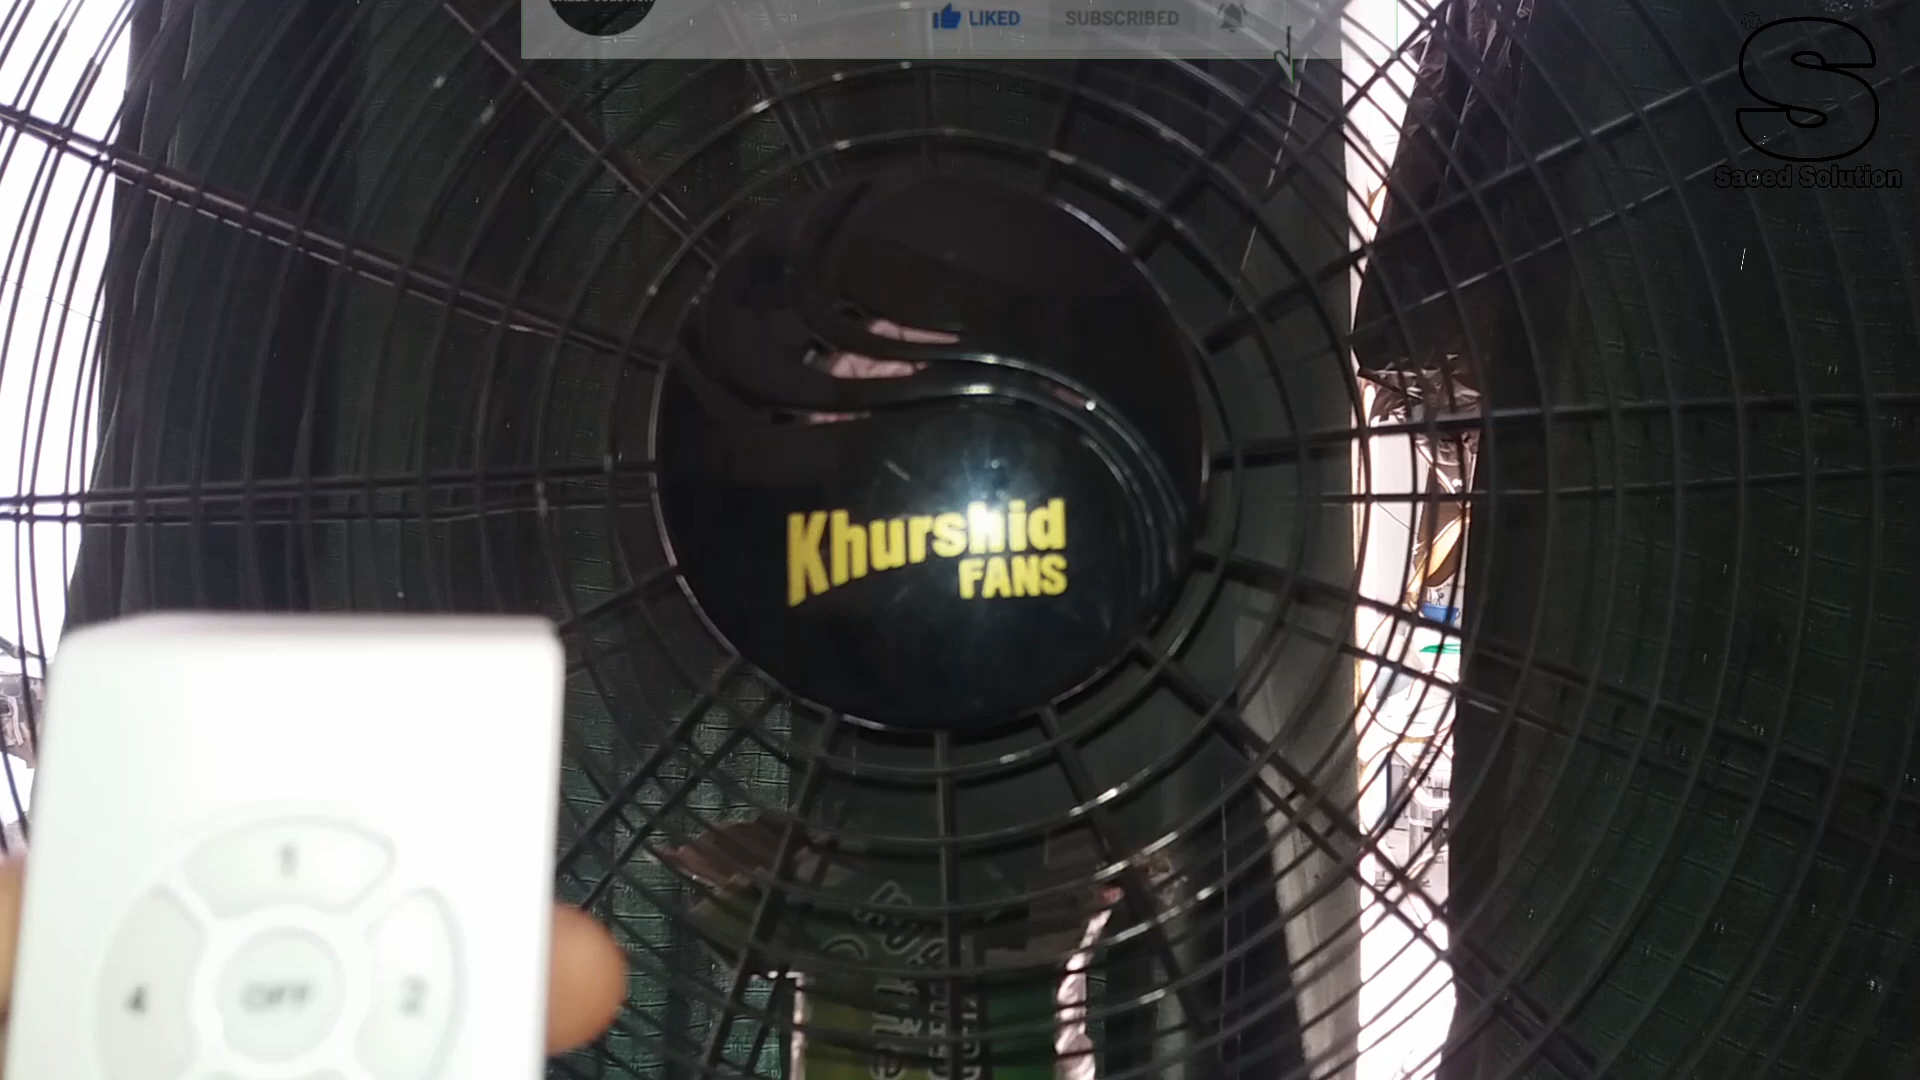 LIKED SUBSCRIBED
Saeed Solution
Khurshid
FANS
1
4 OFF 2